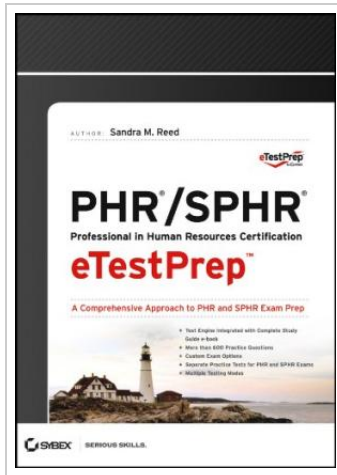 AUTHOR: Sandra M. Reed
eTestPrep
PHR®/SPHR®
Professional in Human Resources Certification
eTestPrep™
A Comprehensive Approach to PHR and SPHR Exam Prep
• Test Engine Integrated with Complete Study
Guide e-book
• More than 600 Practice Questions
• Custom Exam Options
• Separate Practice Tests for PHR and SPHR Exams
• Multiple Testing Modes
SYBEX
SERIOUS SKILLS.